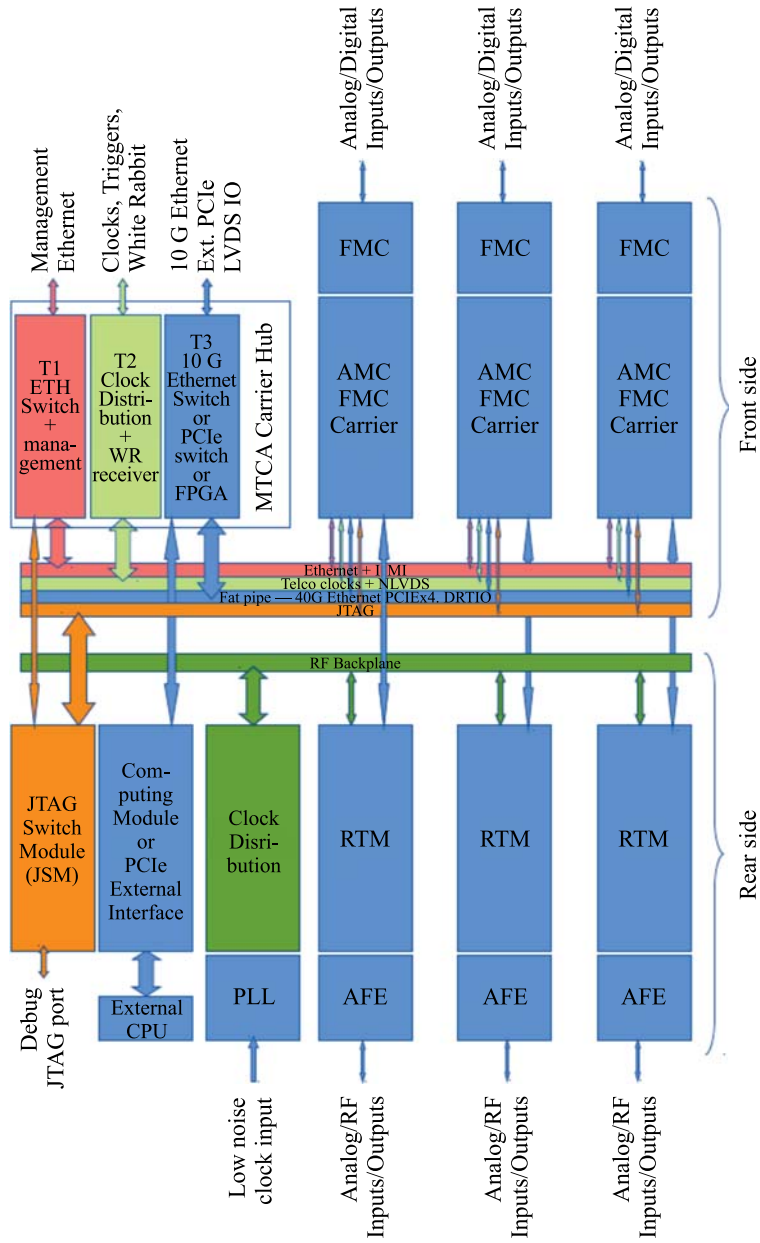 Analog/Digital
Inputs/Outputs
Analog/Digital
Inputs/Outputs
Analog/Digital
Inputs/Outputs
Management
Ethernet
Clocks, Triggers,
White Rabbit
10 G Ethernet
Ext. PCIe
LVDS IO
FMC
FMC
FMC
T1
ETH
Switch
+
mana-
gement
T2
Clock
Distri-
bution
+
WR
receiver
T3
10 G
Ethernet
Switch
or
PCIe
switch
or
FPGA
MTCA Carrier Hub
AMC
FMC
Carrier
AMC
FMC
Carrier
AMC
FMC
Carrier
Front side
Ethernet + I MI
Telco clocks + NLVDS
Fat pipe — 40G Ethernet PCIEx4. DRTIO
JTAG
RF Backplane
JTAG
Switch
Module
(JSM)
Com-
puting
Module
or
PCIe
External
Interface
Clock
Disri-
bution
RTM
RTM
RTM
Rear side
External
CPU
PLL
AFE
AFE
AFE
Debug
JTAG port
Low noise
clock input
Analog/RF
Inputs/Outputs
Analog/RF
Inputs/Outputs
Analog/RF
Inputs/Outputs